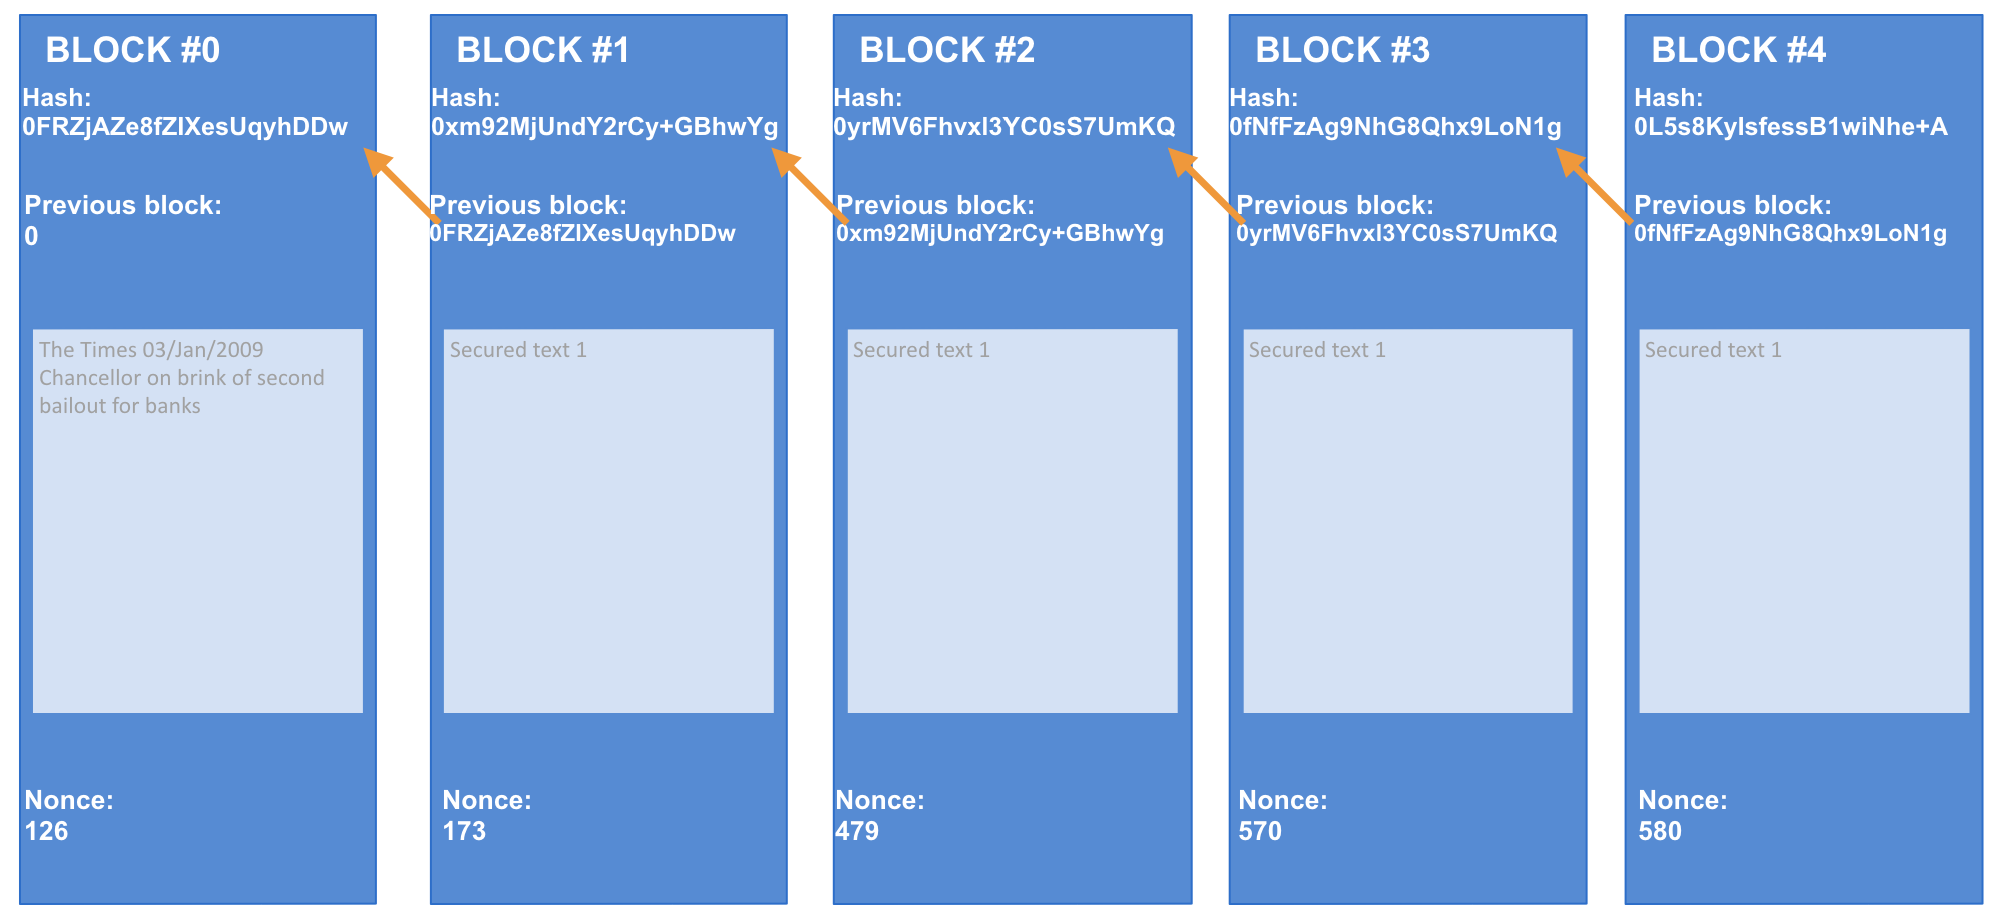 BLOCK #0
Hash:
0FRZjAZe8fZIXesUqyhDDw
Previous block:
0
The Times 03/Jan/2009
Chancellor on brink of second
bailout for banks
Nonce:
126
BLOCK #1
Hash:
0xm92MjUndY2rCy+GBhwYg
Previous block:
0FRZjAZe8fZIXesUqyhDDw
Secured text 1
Nonce:
173
BLOCK #2
Hash:
0yrMV6Fhvxl3YC0sS7UmKQ
Previous block:
0xm92MjUndY2rCy+GBhwYg
Secured text 1
Nonce:
479
BLOCK #3
Hash:
0fNfFzAg9NhG8Qhx9LoN1g
Previous block:
0yrMV6Fhvxl3YC0sS7UmKQ
Secured text 1
Nonce:
570
BLOCK #4
Hash:
0L5s8KyIsfessB1wiNhe+A
Previous block:
0fNfFzAg9NhG8Qhx9LoN1g
Secured text 1
Nonce:
580